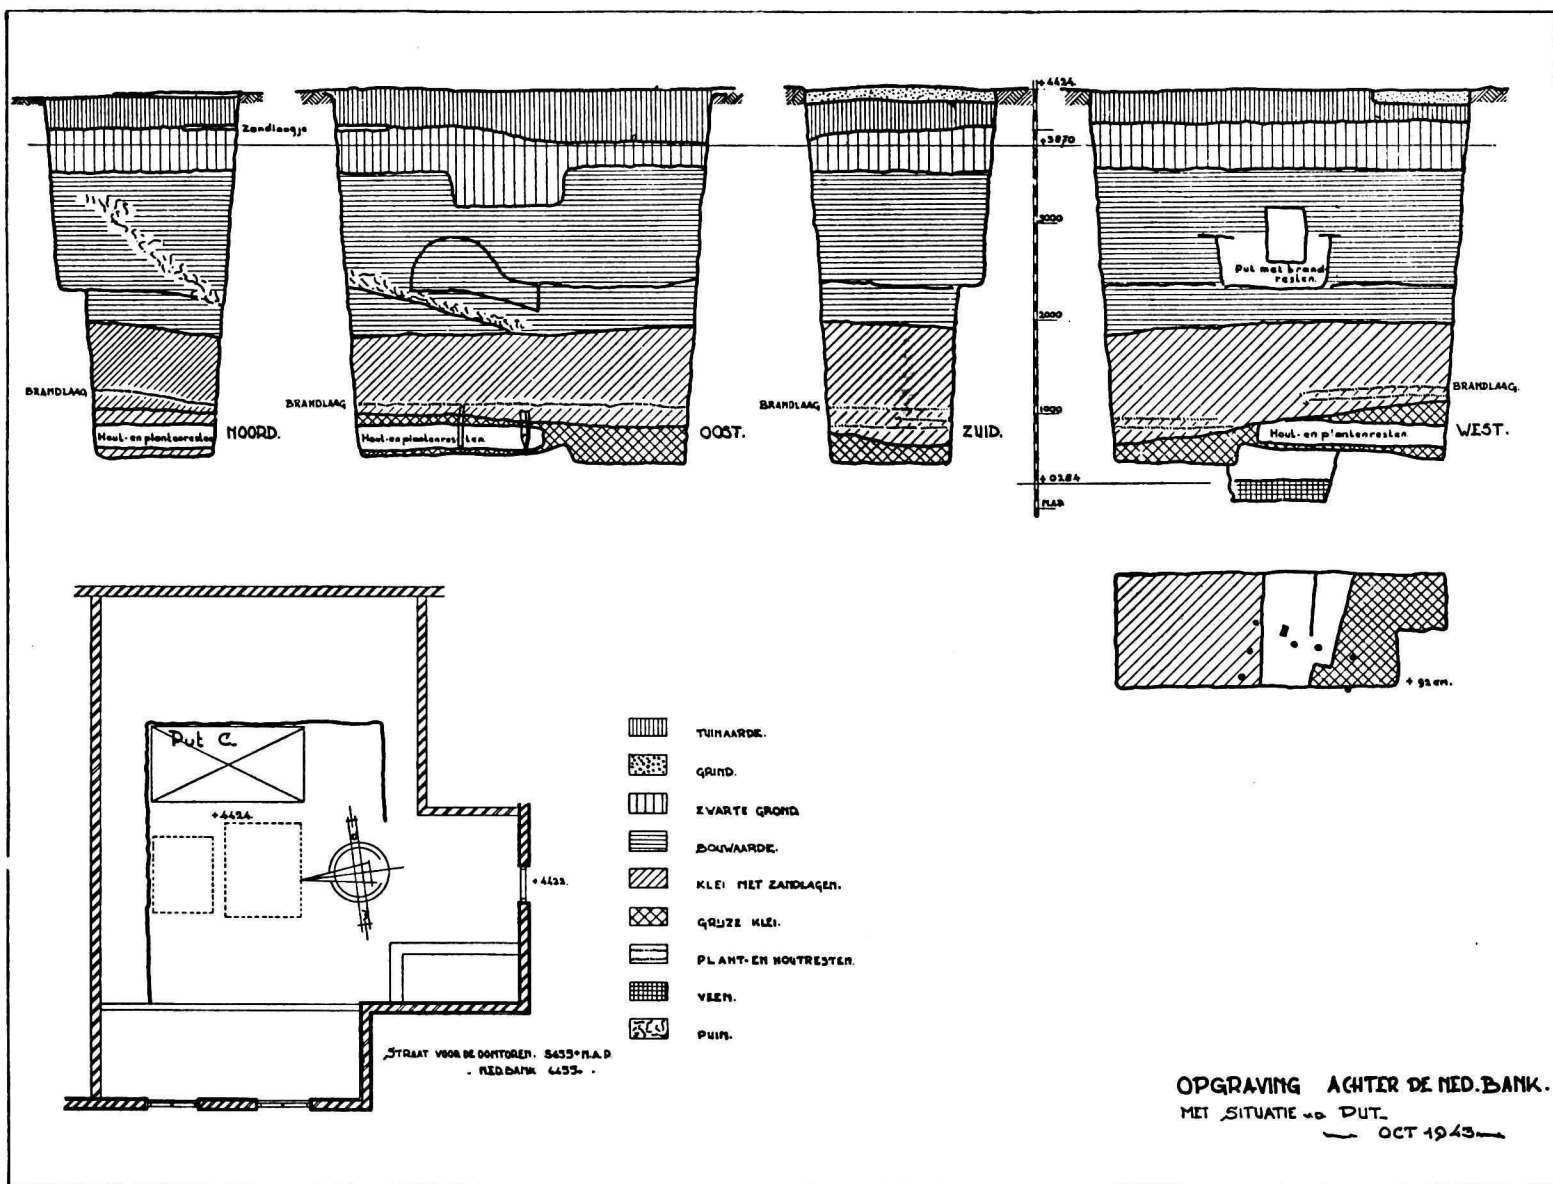 Zandlaagje
+4424.
+3870
3000
2000
1000
+0284
N.A.P.
Put met brand-
resten.
BRANDLAAG
Hout- en plantenresten
NOORD.
BRANDLAAG
Hout- en plantenresten
OOST.
BRANDLAAG
ZUID.
BRANDLAAG.
Hout- en plantenresten
WEST.
+ 92 cm.
Put C.
+4424.
+4422.
TUINAARDE.
GRIND.
ZWARTE GROND
BOUWAARDE.
KLEI MET ZANDLAGEN.
GRIJZE KLEI.
PLANT- EN HOUTRESTEN.
VEEN.
PUIN.
STRAAT VOOR DE DOMTOREN. 5455+N.A.P.
„ NED.BANK 4455+ „
OPGRAVING ACHTER DE NED. BANK.
MET SITUATIE v.d. PUT.
OCT 1943